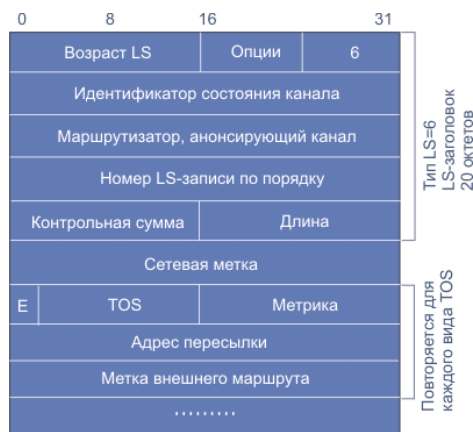 0 8 16 31
Возраст LS Опции 6
Идентификатор состояния канала
Маршрутизатор, анонсирующий канал
Номер LS-записи по порядку
Контрольная сумма Длина
Сетевая метка
E TOS Метрика
Адрес пересылки
Метка внешнего маршрута
.........
Тип LS=6
LS-заголовок
20 октетов
Повторяется для
каждого вида TOS